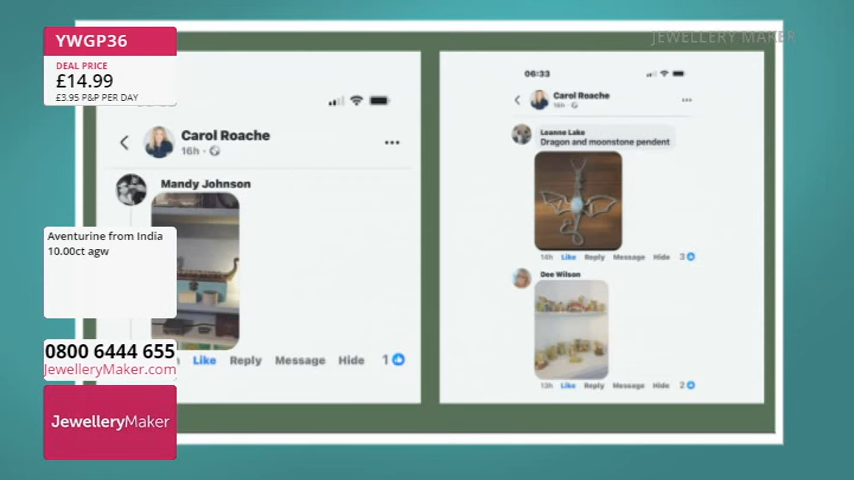 YWGP36
DEAL PRICE
£14.99
£3.95 P&P PER DAY
Aventurine from India
10.00ct agw
0800 6444 655
JewelleryMaker.com
JewelleryMaker
JEWELLERY MAKER
Carol Roache
16h
Mandy Johnson
Like Reply Message Hide 1
06:33
Carol Roache
16h
Leanne Lake
Dragon and moonstone pendent
14h Like Reply Message Hide 3
Dee Wilson
13h Like Reply Message Hide 2